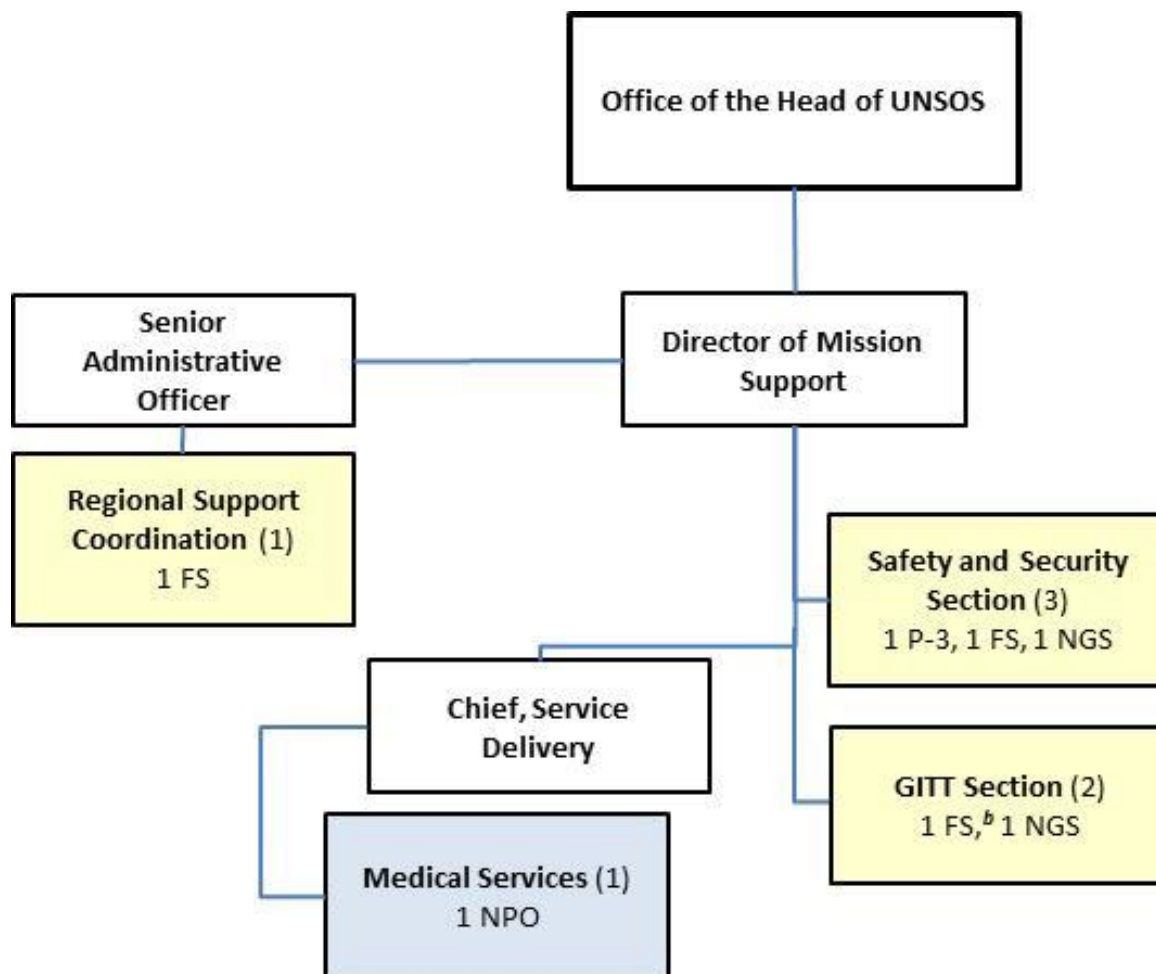 Office of the Head of UNSOS
Senior
Administrative
Officer
Director of Mission
Support
Regional Support
Coordination (1)
1 FS
Safety and Security
Section (3)
1 P-3, 1 FS, 1 NGS
Chief, Service
Delivery
GITT Section (2)
1 FS,ᵇ 1 NGS
Medical Services (1)
1 NPO